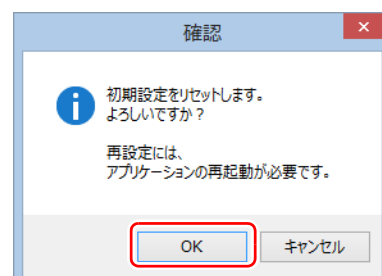 確認
初期設定をリセットします。
よろしいですか？
再設定には、
アプリケーションの再起動が必要です。
OK
キャンセル